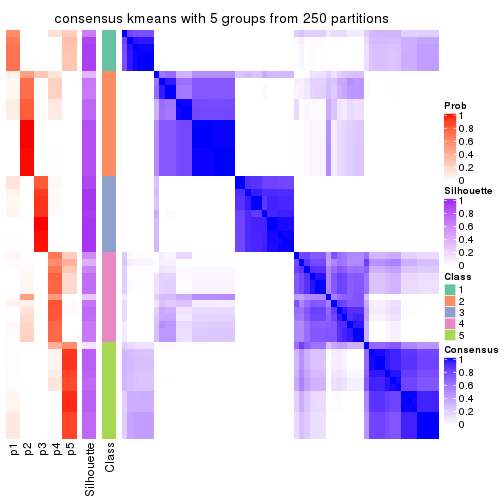 consensus kmeans with 5 groups from 250 partitions
Prob
1
0.8
0.6
0.4
0.2
0
Silhouette
1
0.8
0.6
0.4
0.2
0
Class
1
2
3
4
5
Consensus
1
0.8
0.6
0.4
0.2
0
p1
p2
p3
p4
p5
Silhouette
Class